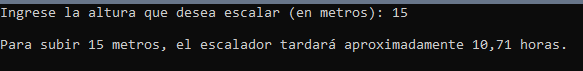 Ingrese la altura que desea escalar (en metros): 15
Para subir 15 metros, el escalador tardará aproximadamente 10,71 horas.